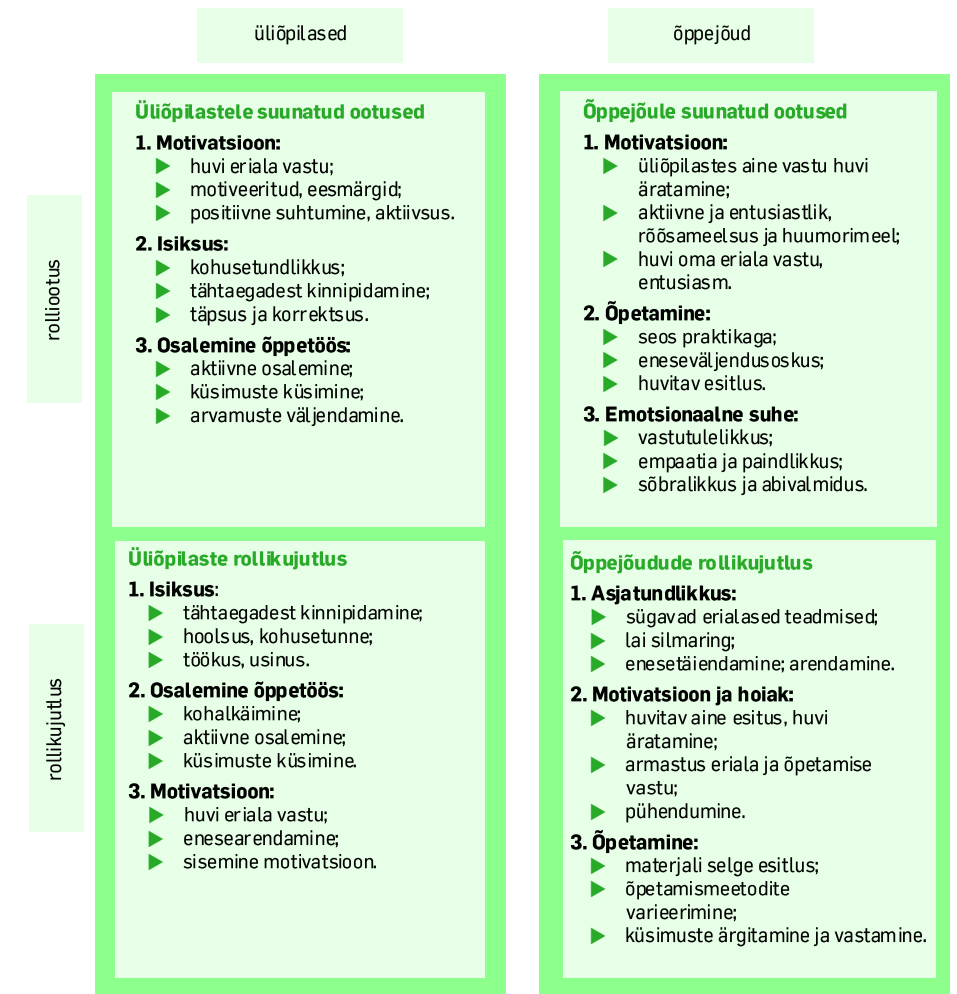 üliõpilased
õppejõud
rolliootus
Üliõpilastele suunatud ootused
1. Motivatsioon:
huvi eriala vastu;
motiveeritud, eesmärgid;
positiivne suhtumine, aktiivsus.
2. Isiksus:
kohusetundlikkus;
tähtaegadest kinnipidamine;
täpsus ja korrektsus.
3. Osalemine õppetöös:
aktiivne osalemine;
küsimuste küsimine;
arvamuste väljendamine.
Õppejõule suunatud ootused
1. Motivatsioon:
üliõpilastes aine vastu huvi
äratamine;
aktiivne ja entusiastlik,
rõõsameelsus ja huumorimeel;
huvi oma eriala vastu,
entusiasm.
2. Õpetamine:
seos praktikaga;
eneseväljendusoskus;
huvitav esitlus.
3. Emotsionaalne suhe:
vastutulelikkus;
empaatia ja paindlikkus;
sõbralikkus ja abivalmidus.
rollikujutlus
Üliõpilaste rollikujutlus
1. Isiksus:
tähtaegadest kinnipidamine;
hoolsus, kohusetunne;
töökus, usinus.
2. Osalemine õppetöös:
kohalkäimine;
aktiivne osalemine;
küsimuste küsimine.
3. Motivatsioon:
huvi eriala vastu;
enesearendamine;
sisemine motivatsioon.
Õppejõudude rollikujutlus
1. Asjatundlikkus:
sügavad erialased teadmised;
lai silmaring;
enesetäiendamine; arendamine.
2. Motivatsioon ja hoiak:
huvitav aine esitus, huvi
äratamine;
armastus eriala ja õpetamise
vastu;
pühendumine.
3. Õpetamine:
materjali selge esitlus;
õpetamismeetodite
varieerimine;
küsimuste ärgitamine ja vastamine.